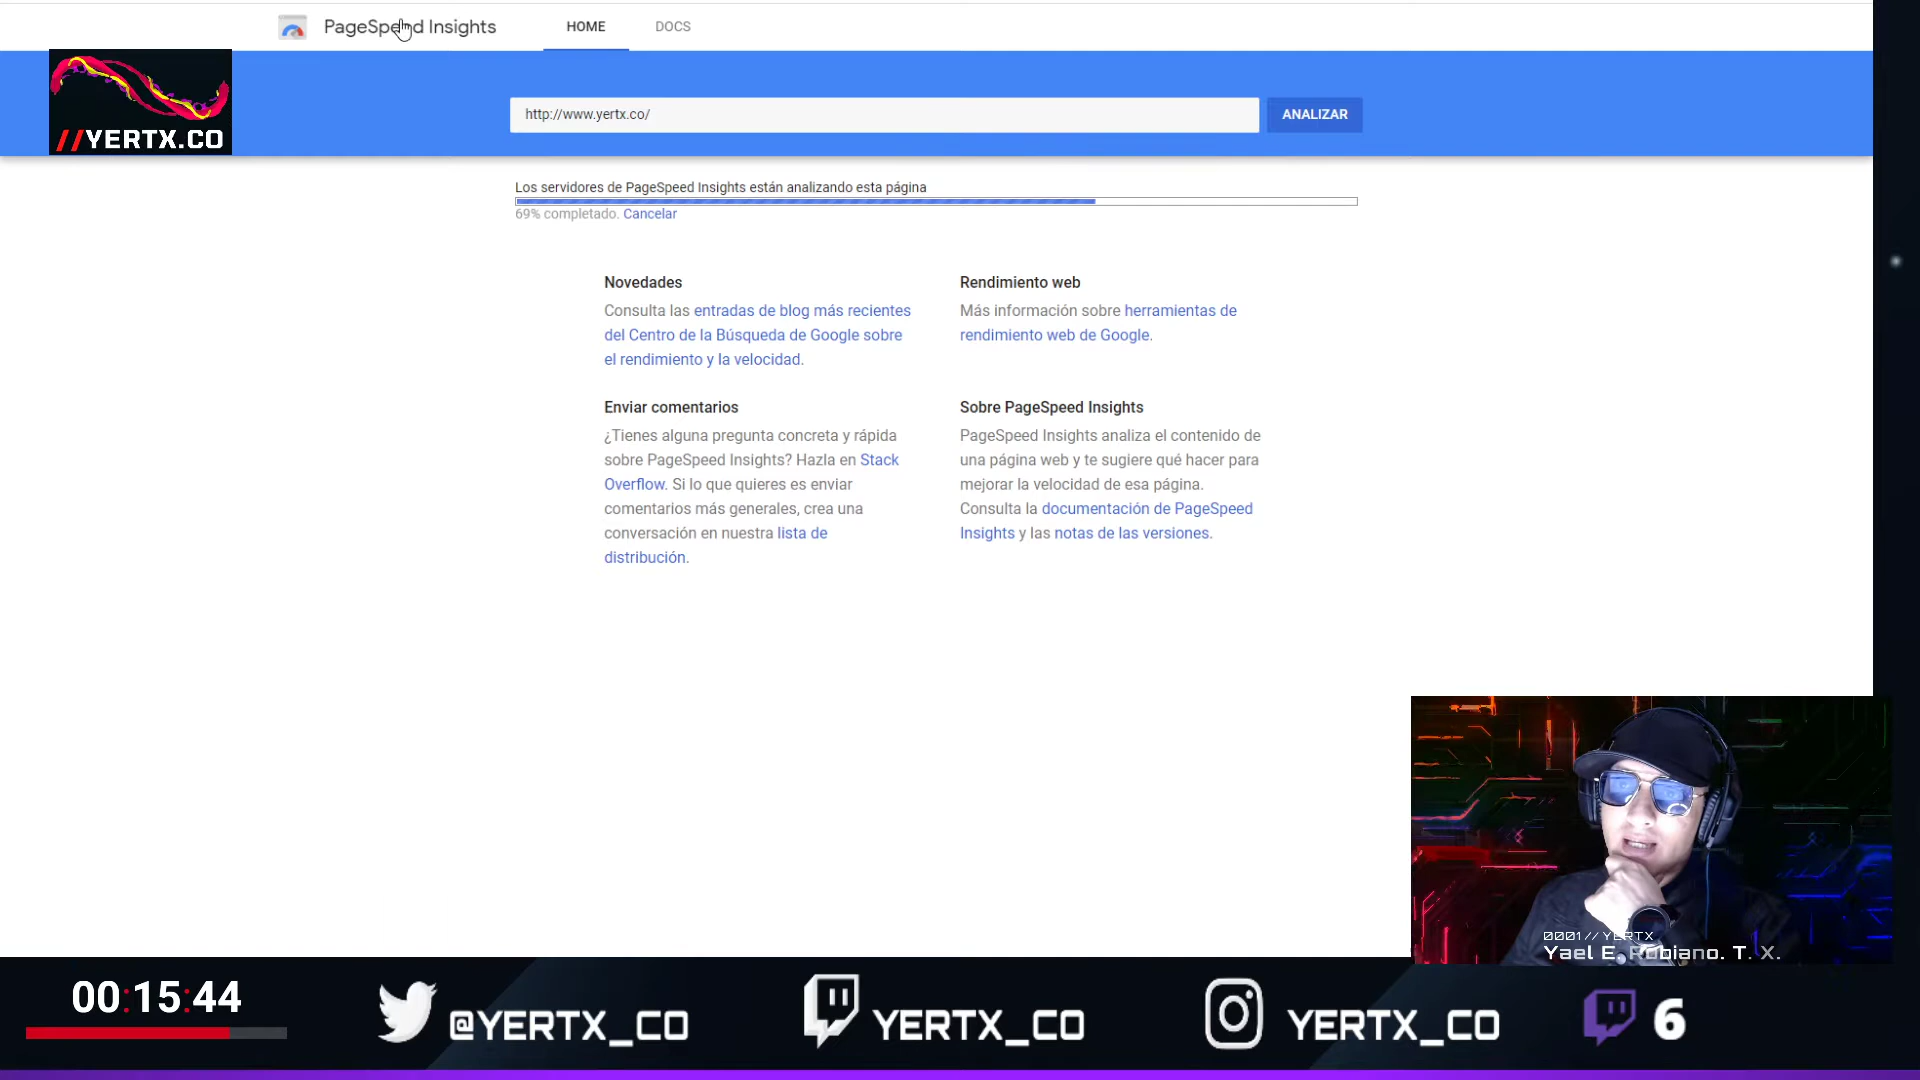 PageSpeed Insights
HOME
DOCS
//YERTX.CO
http://www.yertx.co/
ANALIZAR
Los servidores de PageSpeed Insights están analizando esta página
69% completado. Cancelar
Novedades
Consulta las entradas de blog más recientes
del Centro de la Búsqueda de Google sobre
el rendimiento y la velocidad.
Rendimiento web
Más información sobre herramientas de
rendimiento web de Google.
Enviar comentarios
¿Tienes alguna pregunta concreta y rápida
sobre PageSpeed Insights? Hazla en Stack
Overflow. Si lo que quieres es enviar
comentarios más generales, crea una
conversación en nuestra lista de
distribución.
Sobre PageSpeed Insights
PageSpeed Insights analiza el contenido de
una página web y te sugiere qué hacer para
mejorar la velocidad de esa página.
Consulta la documentación de PageSpeed
Insights y las notas de las versiones.
0001 // YERTX
Yael E. Rubiano. T. X.
00:15:44
@YERTX_CO
YERTX_CO
YERTX_CO
6